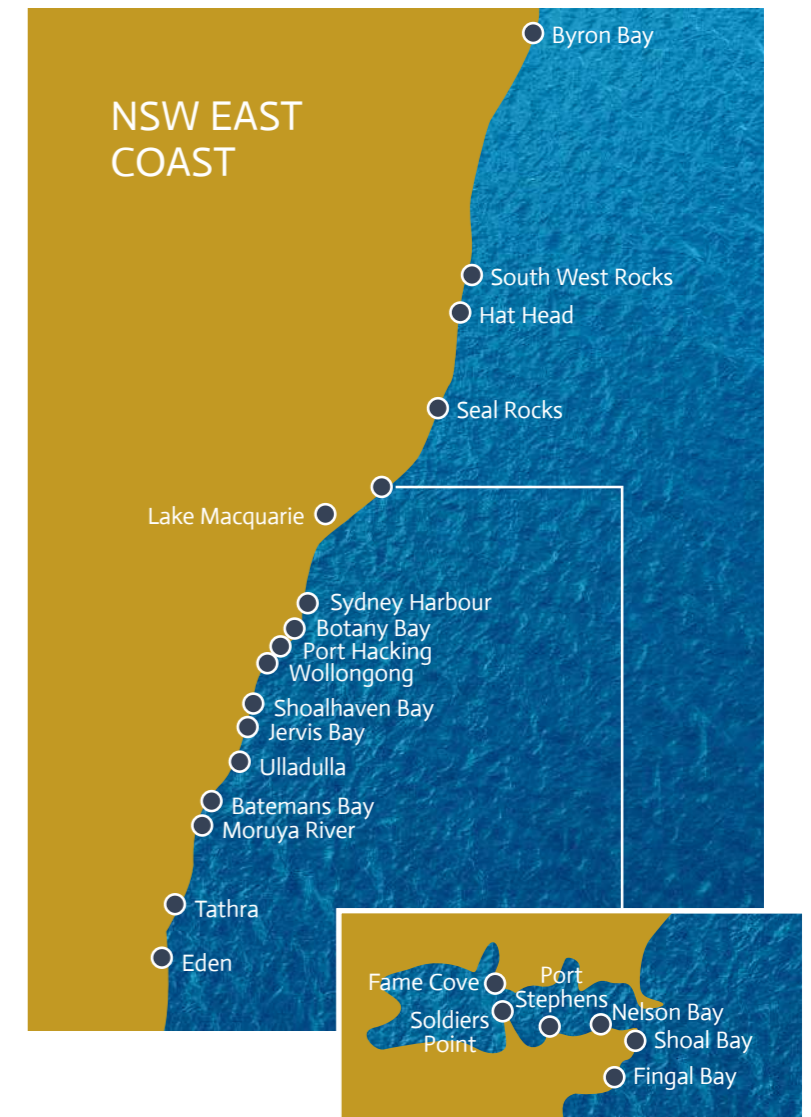 NSW EAST
COAST
Byron Bay
South West Rocks
Hat Head
Seal Rocks
Lake Macquarie
Sydney Harbour
Botany Bay
Port Hacking
Wollongong
Shoalhaven Bay
Jervis Bay
Ulladulla
Batemans Bay
Moruya River
Tathra
Eden
Fame Cove
Port
Stephens
Soldiers
Point
Nelson Bay
Shoal Bay
Fingal Bay